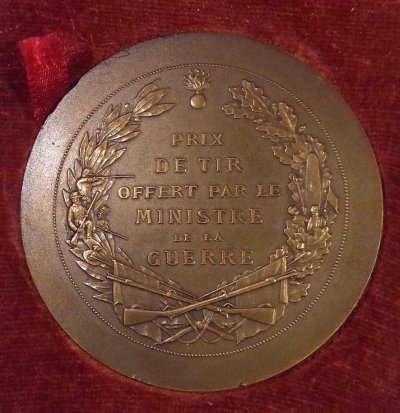 PRIX
DE TIR
OFFERT PAR LE
MINISTRE
DE LA
GUERRE